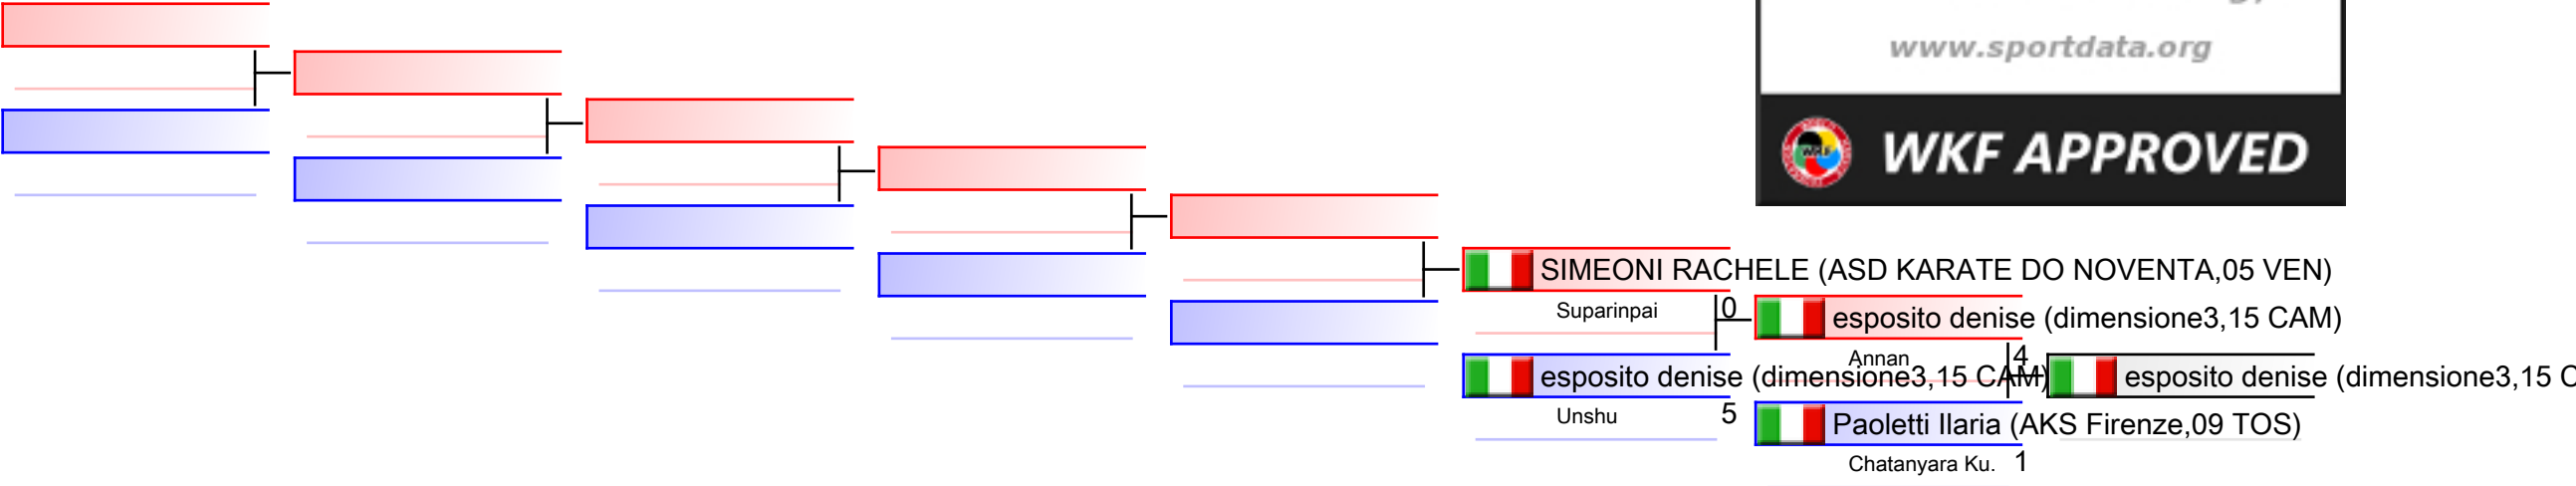 www.sportdata.org
WKF
WKF APPROVED
SIMEONI RACHELE (ASD KARATE DO NOVENTA,05 VEN)
Suparinpai 0
esposito denise (dimensione3,15 CAM)
Annan 4
esposito denise (dimensione3,15 CAM)
esposito denise (dimensione3,15 C
Unshu 5
Paoletti Ilaria (AKS Firenze,09 TOS)
Chatanyara Ku. 1